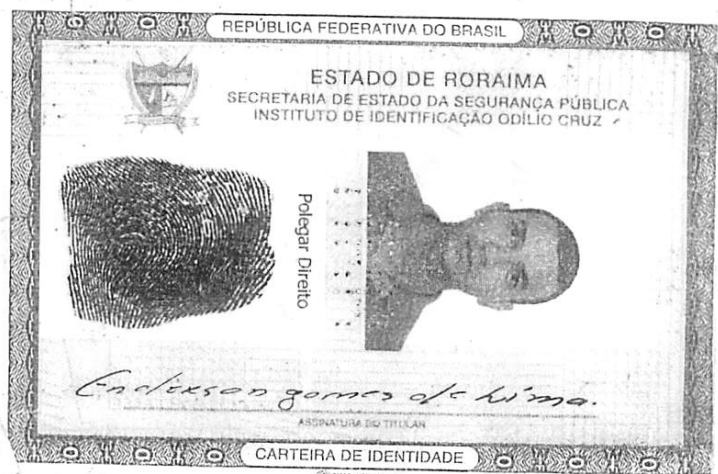 REPÚBLICA FEDERATIVA DO BRASIL
ESTADO DE RORAIMA
SECRETARIA DE ESTADO DA SEGURANÇA PÚBLICA
INSTITUTO DE IDENTIFICAÇÃO ODÍLIO CRUZ
Polegar Direito
Enderson gomes de Lima.
ASSINATURA DO TITULAR
CARTEIRA DE IDENTIDADE